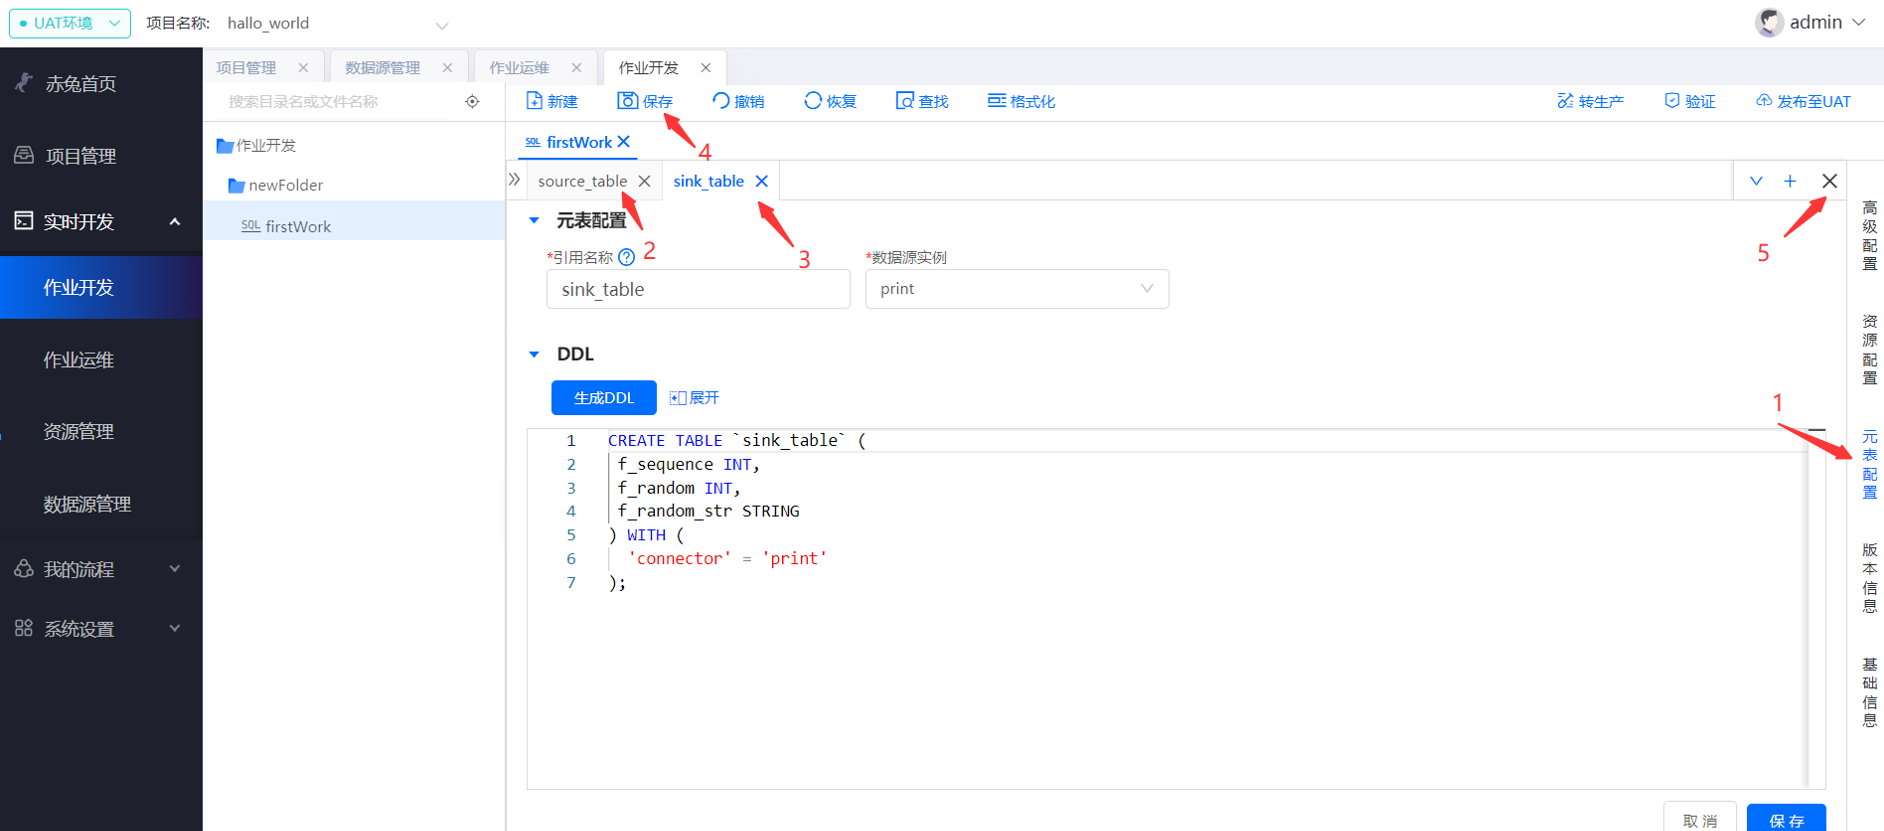 UAT环境 项目名称: hallo_world admin
赤兔首页
项目管理
实时开发
作业开发
作业运维
资源管理
数据源管理
我的流程
系统设置
项目管理 数据源管理 作业运维 作业开发
搜索目录名或文件名称
作业开发
newFolder
SQL firstWork
新建 保存 撤销 恢复 查找 格式化 转生产 验证 发布至UAT
SQL firstWork
4
source_table sink_table
元表配置
2
3
5
*引用名称 *数据源实例
sink_table print
DDL
生成DDL 展开
1 CREATE TABLE `sink_table` (
2 f_sequence INT,
3 f_random INT,
4 f_random_str STRING
5 ) WITH (
6 'connector' = 'print'
7 );
取 消 保 存
高级配置
资源配置
1
元表配置
版本信息
基础信息